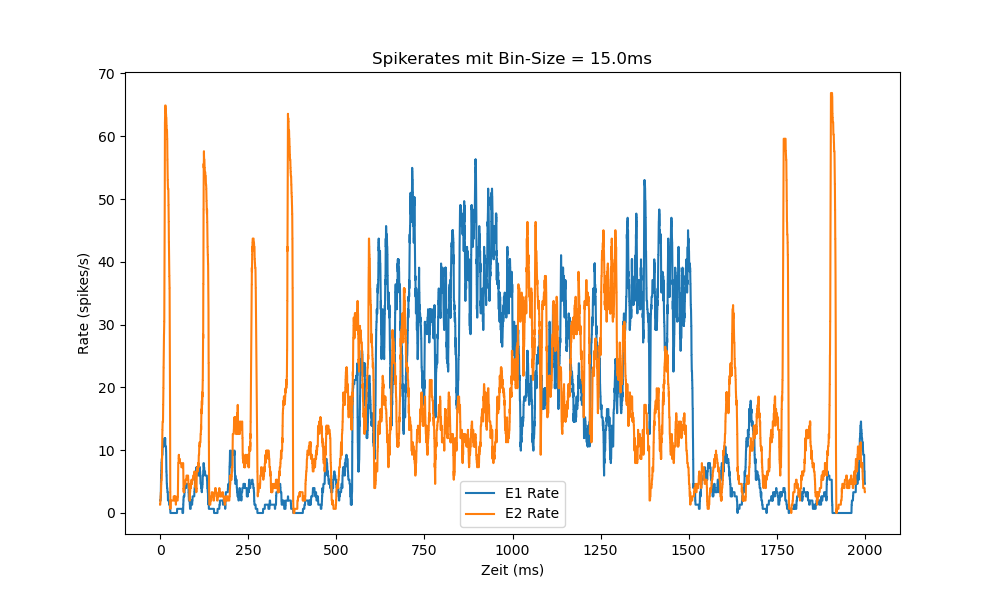 Spikerates mit Bin-Size = 15.0ms
70
60
50
40
30
20
10
0
Rate (spikes/s)
E1 Rate
E2 Rate
0 250 500 750 1000 1250 1500 1750 2000
Zeit (ms)